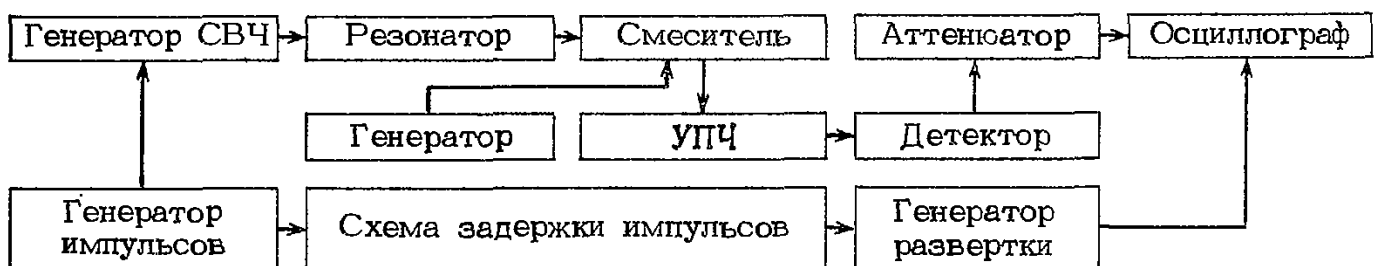 Генератор СВЧ
Резонатор
Смеситель
Аттенюатор
Осциллограф
Генератор
УПЧ
Детектор
Генератор
импульсов
Схема задержки импульсов
Генератор
развертки